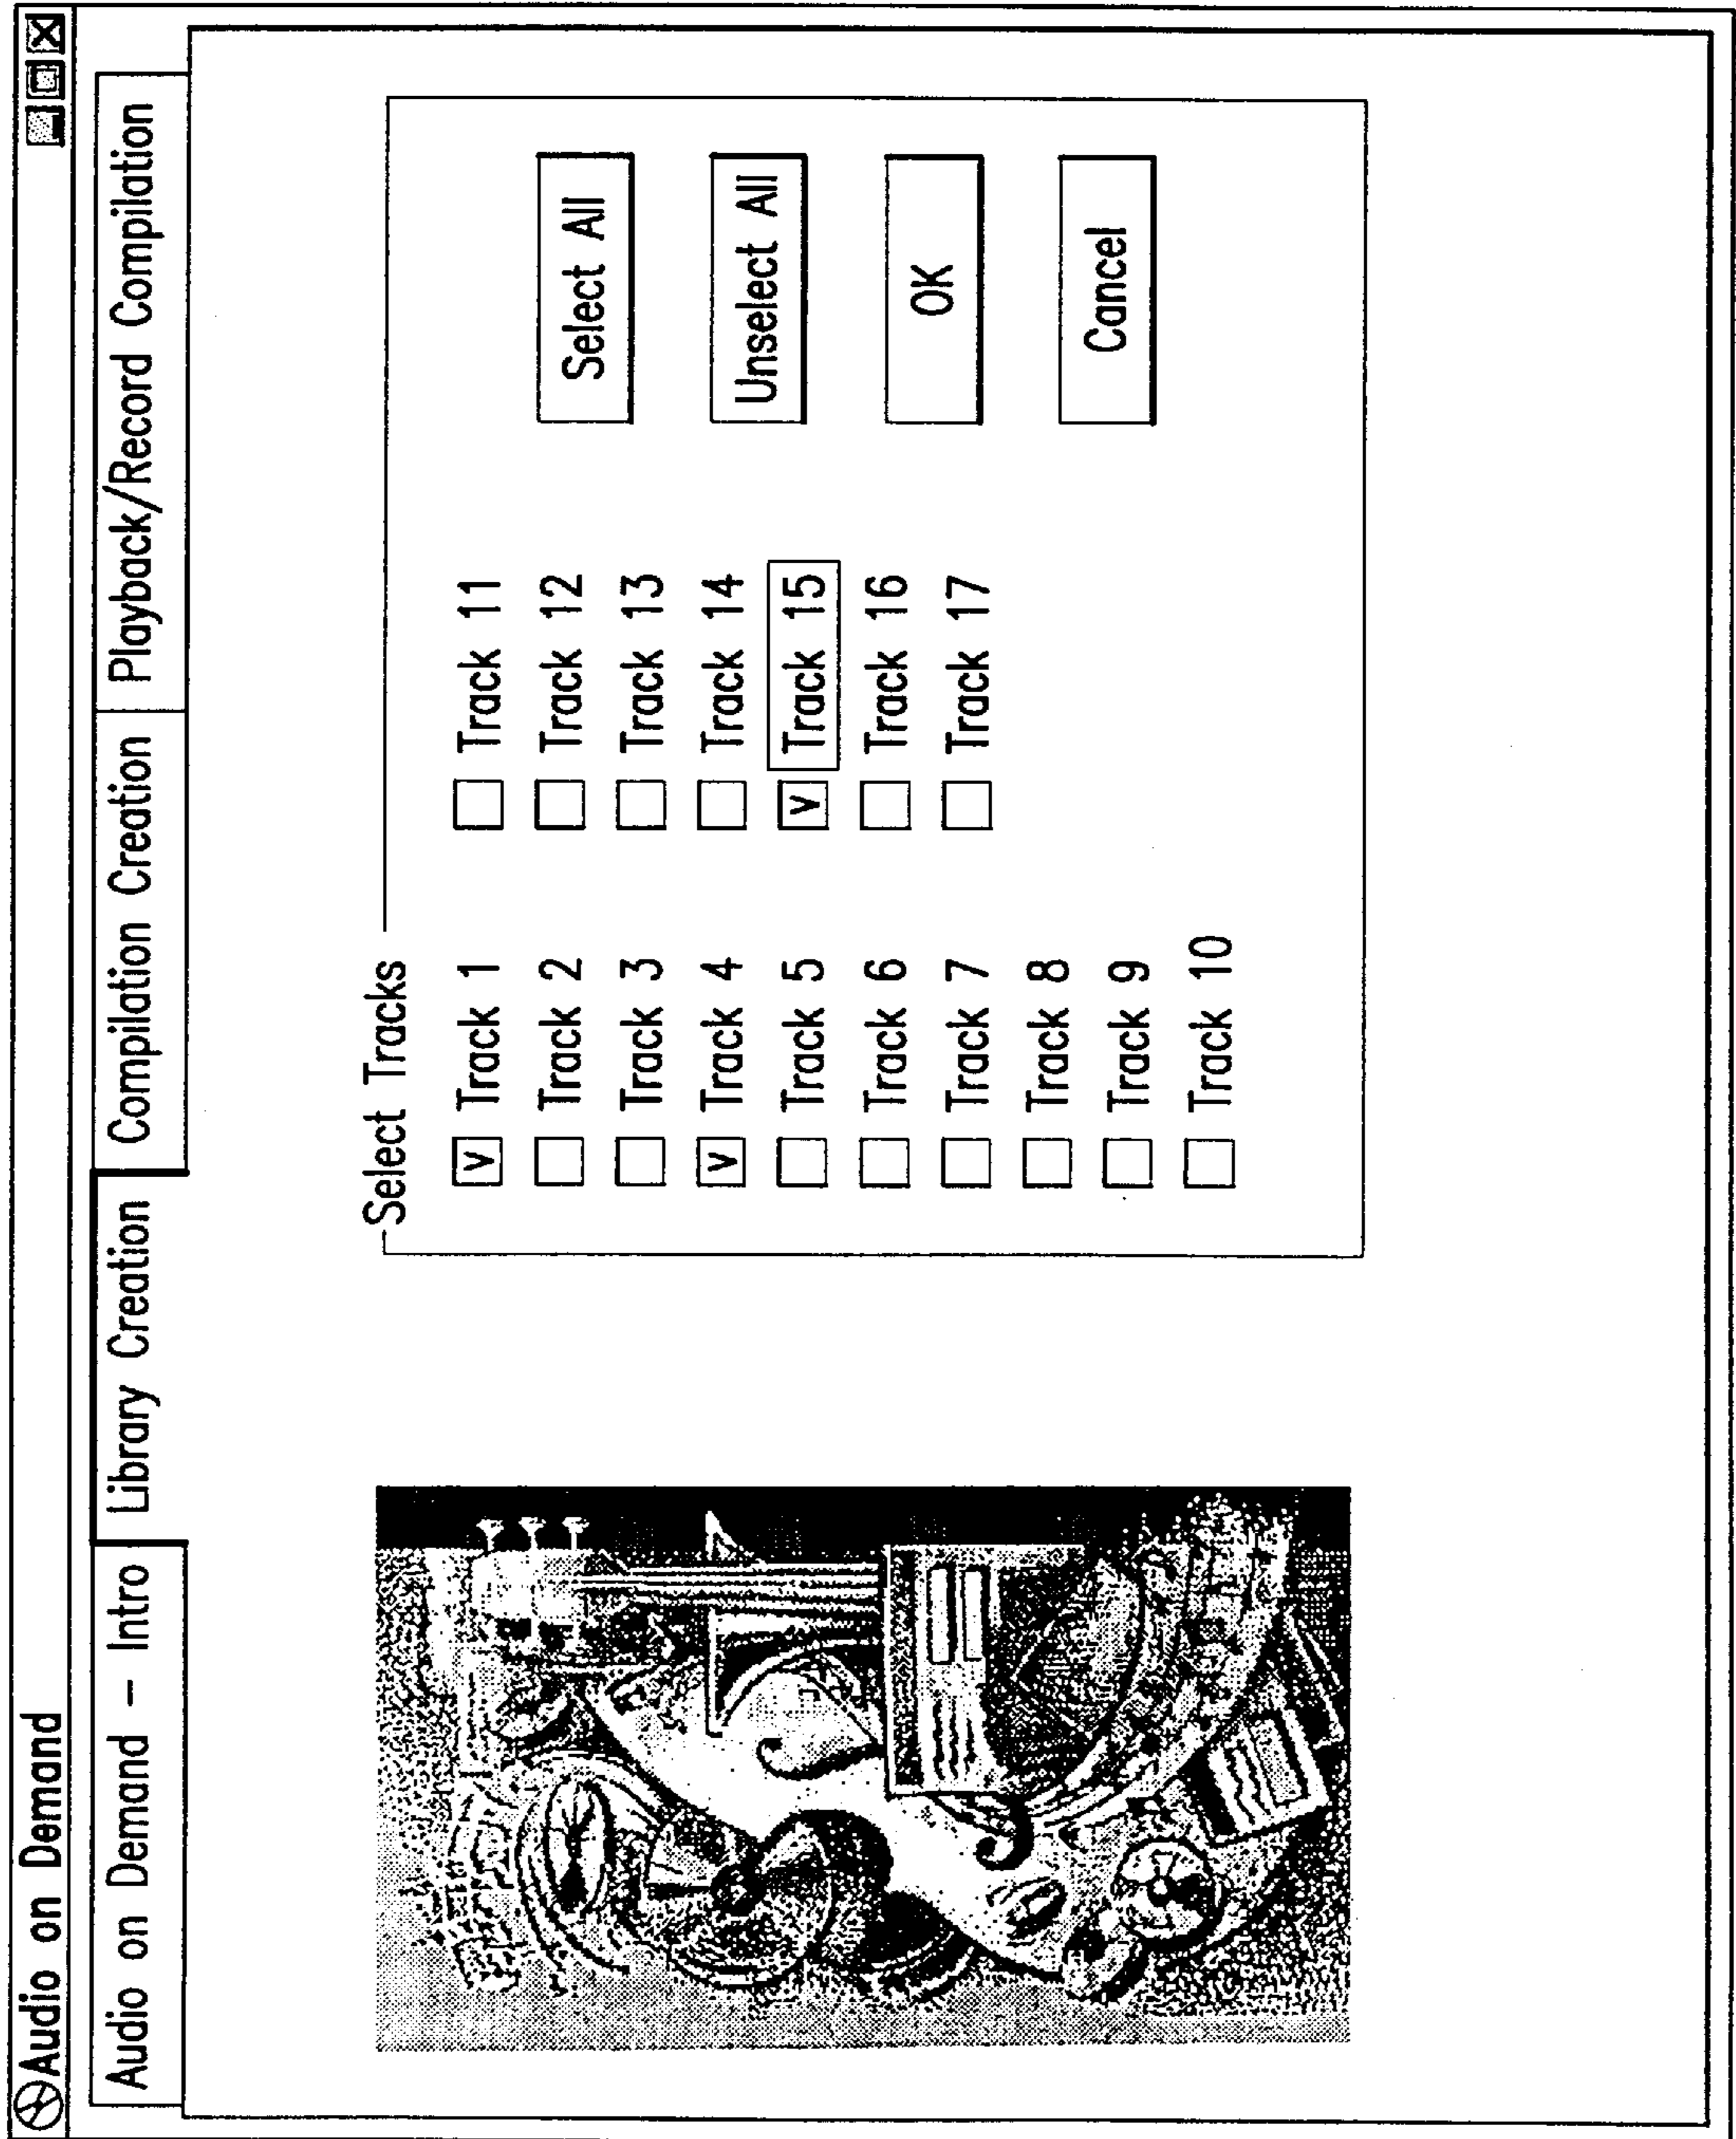 Audio on Demand
Audio on Demand – Intro
Library Creation
Compilation Creation
Playback/Record Compilation
Select Tracks
v Track 1
Track 2
Track 3
v Track 4
Track 5
Track 6
Track 7
Track 8
Track 9
Track 10
Track 11
Track 12
Track 13
Track 14
v Track 15
Track 16
Track 17
Select All
Unselect All
OK
Cancel